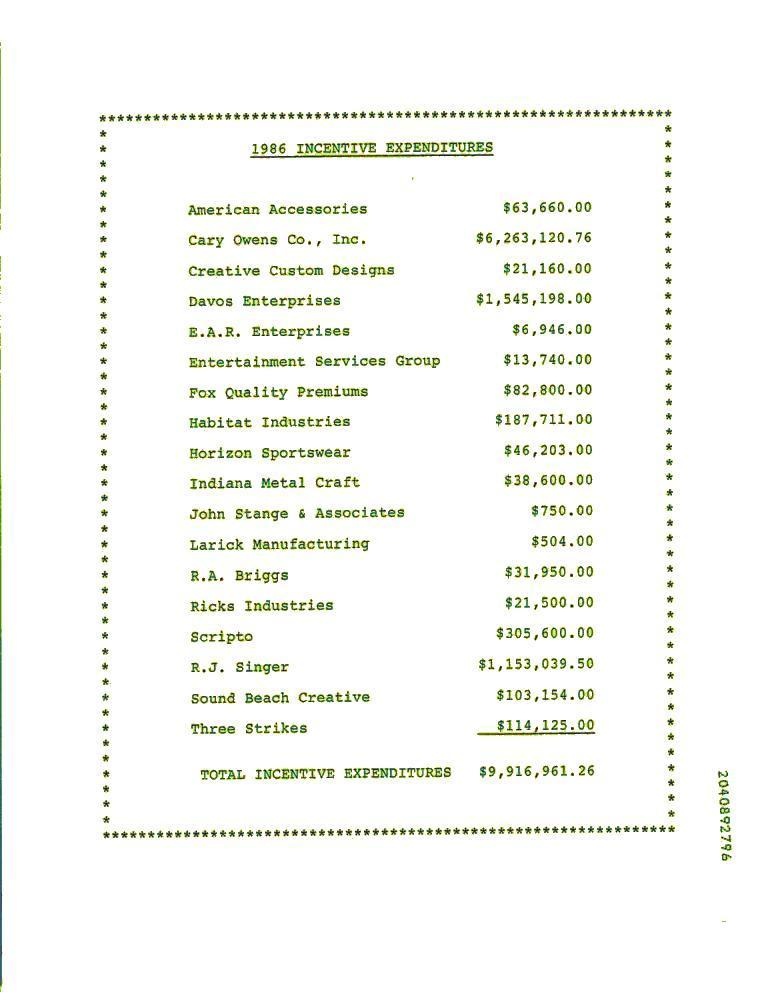 ****************************************************************
1986 INCENTIVE EXPENDITURES
American Accessories $63,660.00
Cary Owens Co., Inc. $6,263,120.76
Creative Custom Designs $21,160.00
Davos Enterprises $1,545,198.00
E.A.R. Enterprises $6,946.00
Entertainment Services Group $13,740.00
Fox Quality Premiums $82,800.00
Habitat Industries $187,711.00
Horizon Sportswear $46,203.00
Indiana Metal Craft $38,600.00
John Stange & Associates $750.00
Larick Manufacturing $504.00
R.A. Briggs $31,950.00
Ricks Industries $21,500.00
Scripto $305,600.00
R.J. Singer $1,153,039.50
Sound Beach Creative $103,154.00
Three Strikes $114,125.00
TOTAL INCENTIVE EXPENDITURES $9,916,961.26
****************************************************************
2040892796